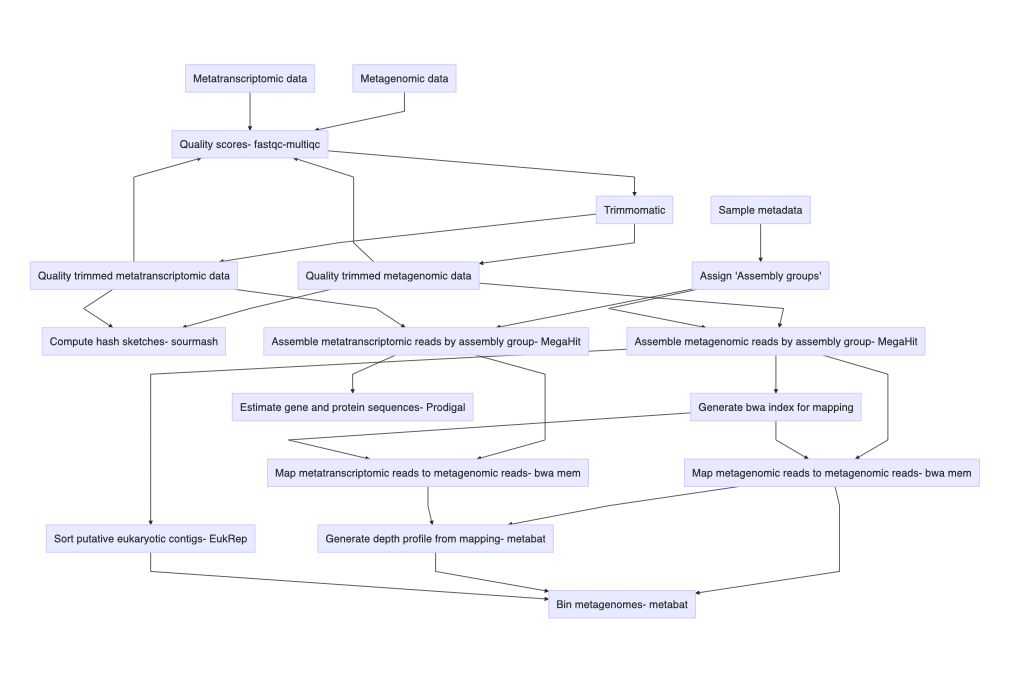 Metatranscriptomic data
Metagenomic data
Quality scores- fastqc-multiqc
Trimmomatic
Sample metadata
Quality trimmed metatranscriptomic data
Quality trimmed metagenomic data
Assign 'Assembly groups'
Compute hash sketches- sourmash
Assemble metatranscriptomic reads by assembly group- MegaHit
Assemble metagenomic reads by assembly group- MegaHit
Estimate gene and protein sequences- Prodigal
Generate bwa index for mapping
Map metatranscriptomic reads to metagenomic reads- bwa mem
Map metagenomic reads to metagenomic reads- bwa mem
Sort putative eukaryotic contigs- EukRep
Generate depth profile from mapping- metabat
Bin metagenomes- metabat